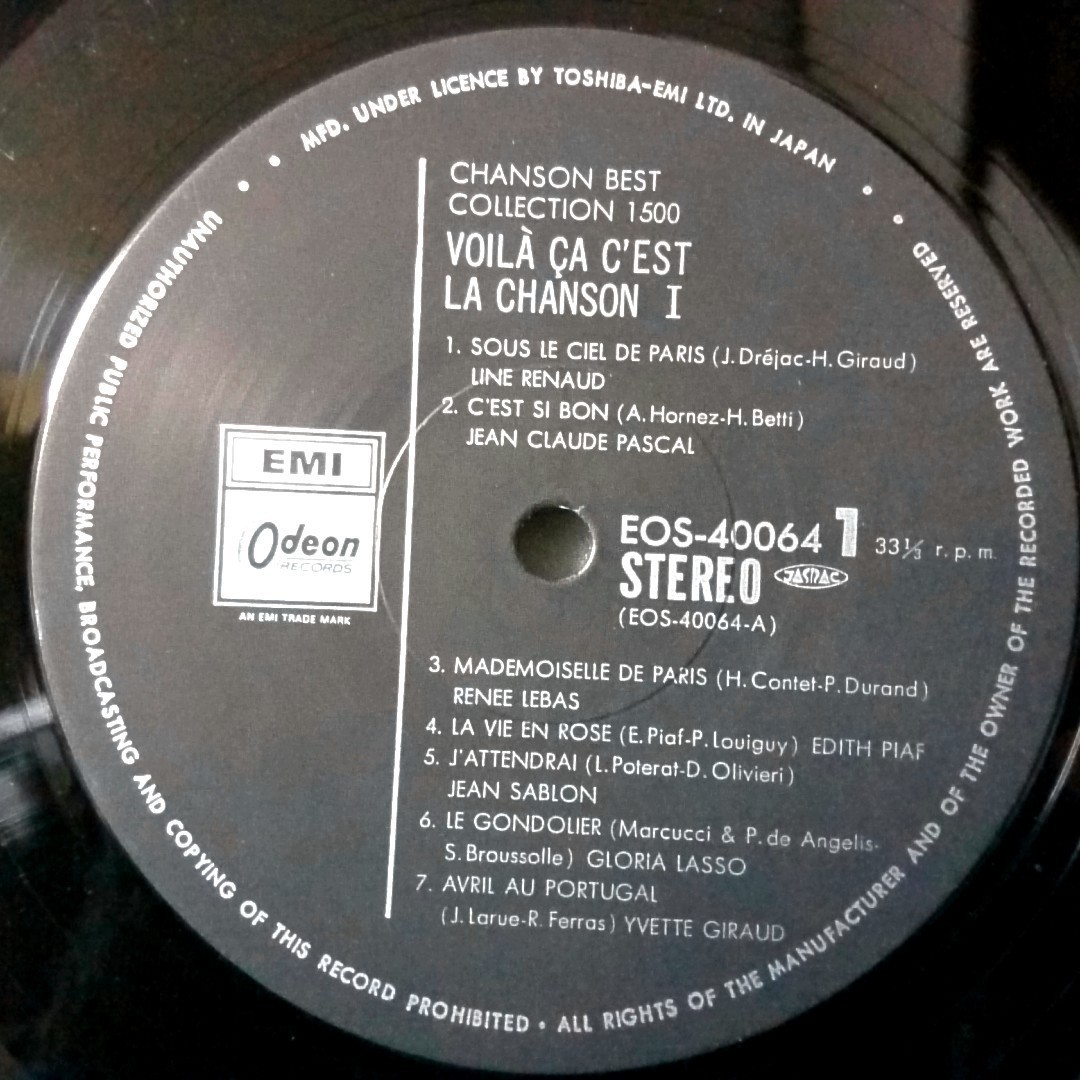 MFD. UNDER LICENCE BY TOSHIBA-EMI LTD. IN JAPAN
CHANSON BEST
COLLECTION 1500
VOILÀ ÇA C'EST
LA CHANSON I
1. SOUS LE CIEL DE PARIS (J. Dréjac-H. Giraud)
LINE RENAUD
2. C'EST SI BON (A. Hornez-H. Betti)
JEAN CLAUDE PASCAL
EMI
Odeon
RECORDS
AN EMI TRADE MARK
EOS-40064 1 33⅓ r.p.m.
STEREO JASRAC
(EOS-40064-A)
3. MADEMOISELLE DE PARIS (H. Contet-P. Durand)
RENEE LEBAS
4. LA VIE EN ROSE (E. Piaf-P. Louiguy) EDITH PIAF
5. J'ATTENDRAI (L. Poterat-D. Olivieri)
JEAN SABLON
6. LE GONDOLIER (Marcucci & P. de Angelis-
S. Broussolle) GLORIA LASSO
7. AVRIL AU PORTUGAL
(J. Larue-R. Ferras) YVETTE GIRAUD
UNAUTHORIZED PUBLIC PERFORMANCE, BROADCASTING AND COPYING OF THIS RECORD PROHIBITED • ALL RIGHTS OF THE MANUFACTURER AND OF THE OWNER OF THE RECORDED WORK ARE RESERVED